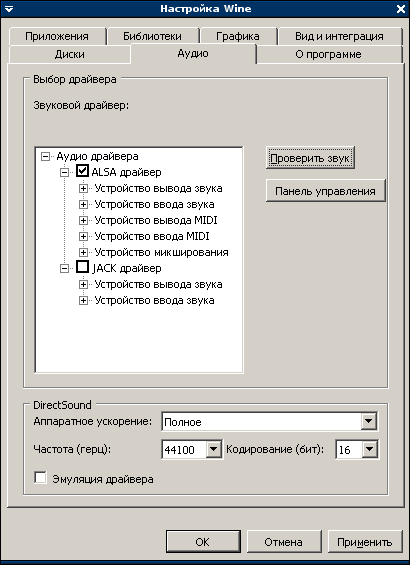 Настройка Wine
Приложения Библиотеки Графика Вид и интеграция
Диски Аудио О программе
Выбор драйвера
Звуковой драйвер:
Аудио драйвера
ALSA драйвер
Устройство вывода звука
Устройство ввода звука
Устройство вывода MIDI
Устройство ввода MIDI
Устройство микширования
JACK драйвер
Устройство вывода звука
Устройство ввода звука
Проверить звук
Панель управления
DirectSound
Аппаратное ускорение: Полное
Частота (герц): 44100 Кодирование (бит): 16
Эмуляция драйвера
OK Отмена Применить